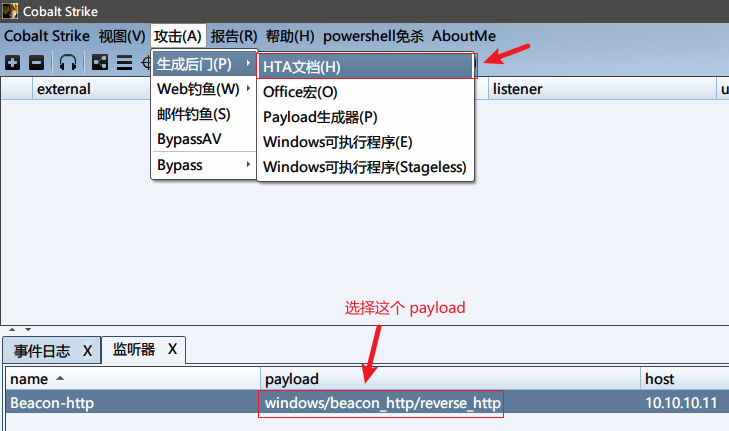 Cobalt Strike
Cobalt Strike 视图(V) 攻击(A) 报告(R) 帮助(H) powershell免杀 AboutMe
生成后门(P)
Web钓鱼(W)
邮件钓鱼(S)
BypassAV
Bypass
HTA文档(H)
Office宏(O)
Payload生成器(P)
Windows可执行程序(E)
Windows可执行程序(Stageless)
external listener u
选择这个 payload
事件日志 X 监听器 X
name payload host
Beacon-http windows/beacon_http/reverse_http 10.10.10.11